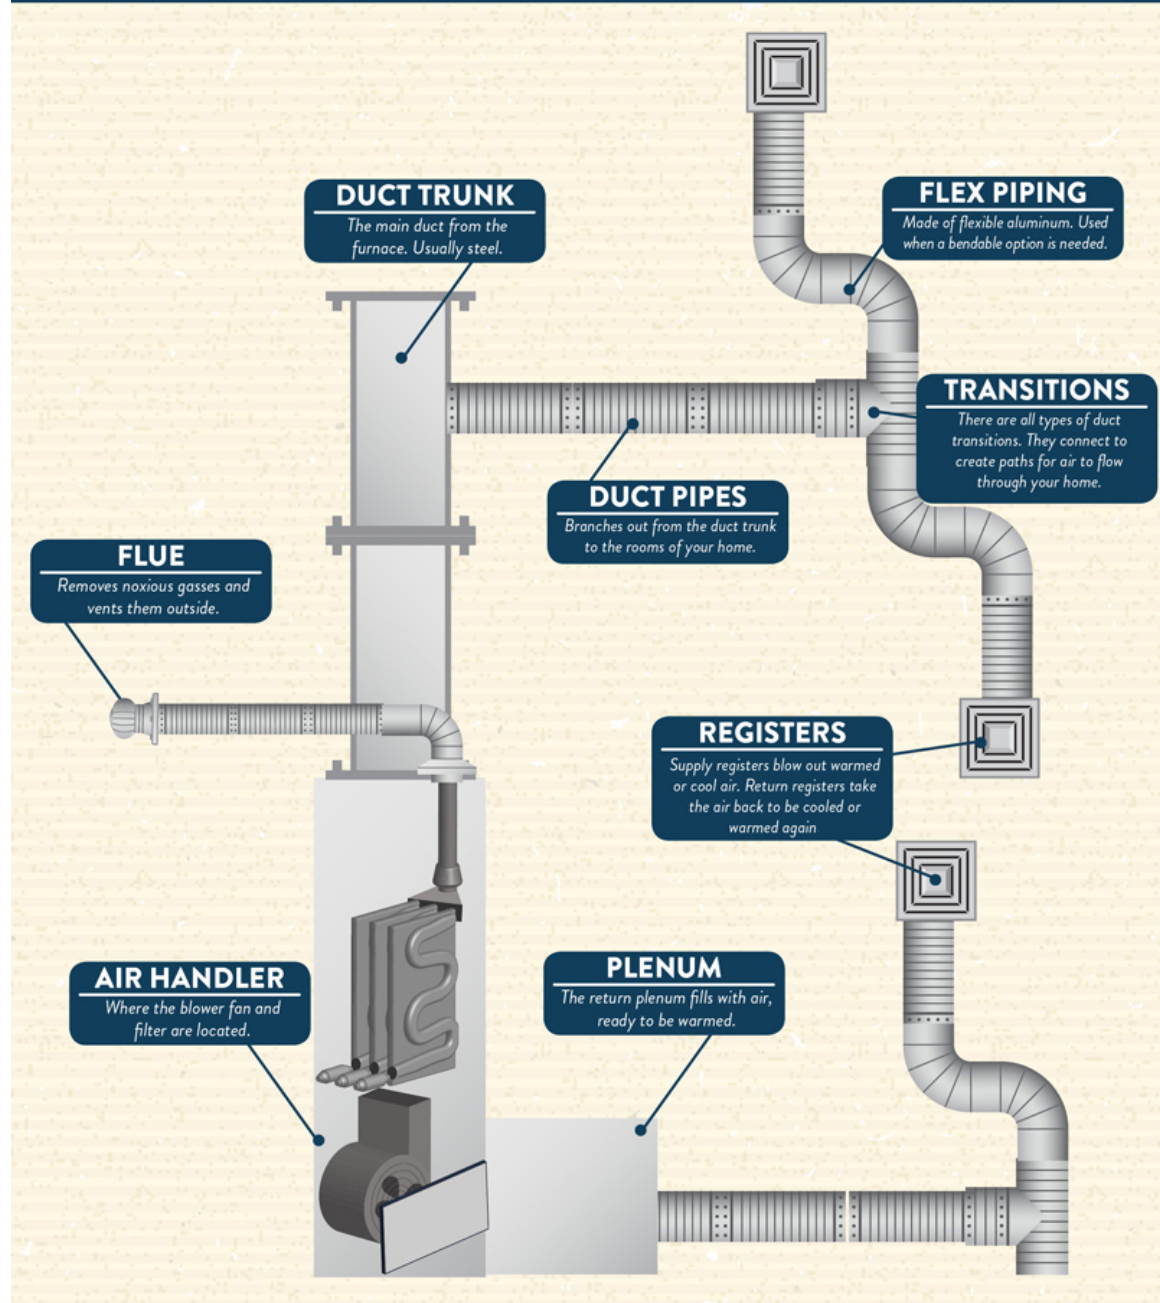 DUCT TRUNK
The main duct from the
furnace. Usually steel.
FLEX PIPING
Made of flexible aluminum. Used
when a bendable option is needed.
TRANSITIONS
There are all types of duct
transitions. They connect to
create paths for air to flow
through your home.
DUCT PIPES
Branches out from the duct trunk
to the rooms of your home.
FLUE
Removes noxious gasses and
vents them outside.
REGISTERS
Supply registers blow out warmed
or cool air. Return registers take
the air back to be cooled or
warmed again
AIR HANDLER
Where the blower fan and
filter are located.
PLENUM
The return plenum fills with air,
ready to be warmed.